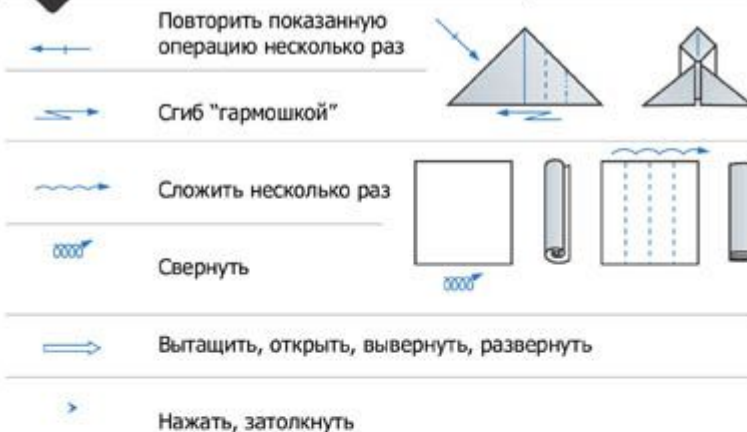 Повторить показанную
операцию несколько раз
Сгиб "гармошкой"
Сложить несколько раз
Свернуть
Вытащить, открыть, вывернуть, развернуть
Нажать, затолкнуть